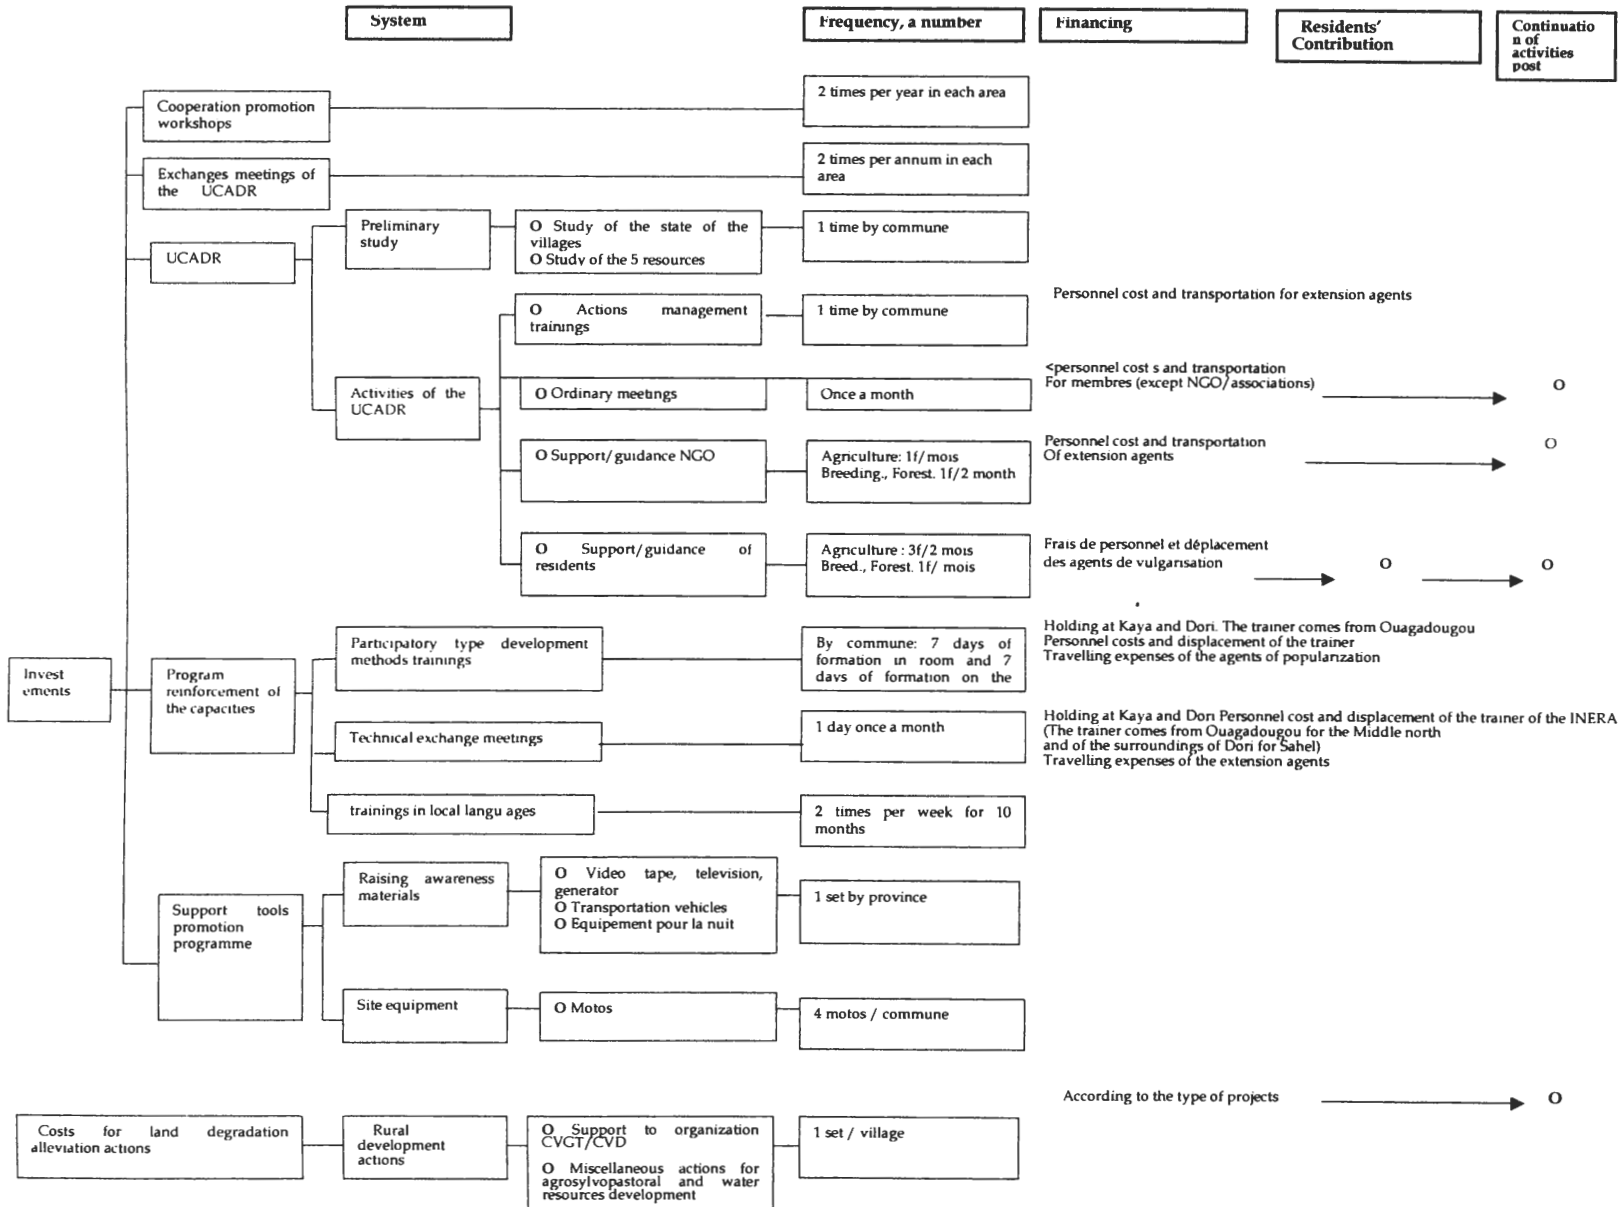 System
Frequency, a number
Financing
Residents'
Contribution
Continuatio
n of
activities
post
Cooperation promotion
workshops
2 times per year in each area
Exchanges meetings of
the UCADR
2 times per annum in each
area
UCADR
Preliminary
study
O Study of the state of the
villages
O Study of the 5 resources
1 time by commune
O Actions management
trainings
1 time by commune
Personnel cost and transportation for extension agents
Activities of the
UCADR
O Ordinary meetings
Once a month
<personnel cost s and transportation
For membres (except NGO/associations)
O
O Support/guidance NGO
Agriculture: 1f/mois
Breeding., Forest. 1f/2 month
Personnel cost and transportation
Of extension agents
O
O Support/guidance of
residents
Agriculture : 3f/2 mois
Breed., Forest. 1f/ mois
Frais de personnel et déplacement
des agents de vulgarisation
O
O
Invest
ements
Program
reinforcement of
the capacities
Participatory type development
methods trainings
By commune: 7 days of
formation in room and 7
days of formation on the
Holding at Kaya and Dori. The trainer comes from Ouagadougou
Personnel costs and displacement of the trainer
Travelling expenses of the agents of popularization
Technical exchange meetings
1 day once a month
Holding at Kaya and Dori Personnel cost and displacement of the trainer of the INERA
(The trainer comes from Ouagadougou for the Middle north
and of the surroundings of Dori for Sahel)
Travelling expenses of the extension agents
trainings in local langu ages
2 times per week for 10
months
Support tools
promotion
programme
Raising awareness
materials
O Video tape, television,
generator
O Transportation vehicles
O Equipement pour la nuit
1 set by province
Site equipment
O Motos
4 motos / commune
According to the type of projects
O
Costs for land degradation
alleviation actions
Rural
development
actions
O Support to organization
CVGT/CVD
O Miscellaneous actions for
agrosylvopastoral and water
resources development
1 set / village